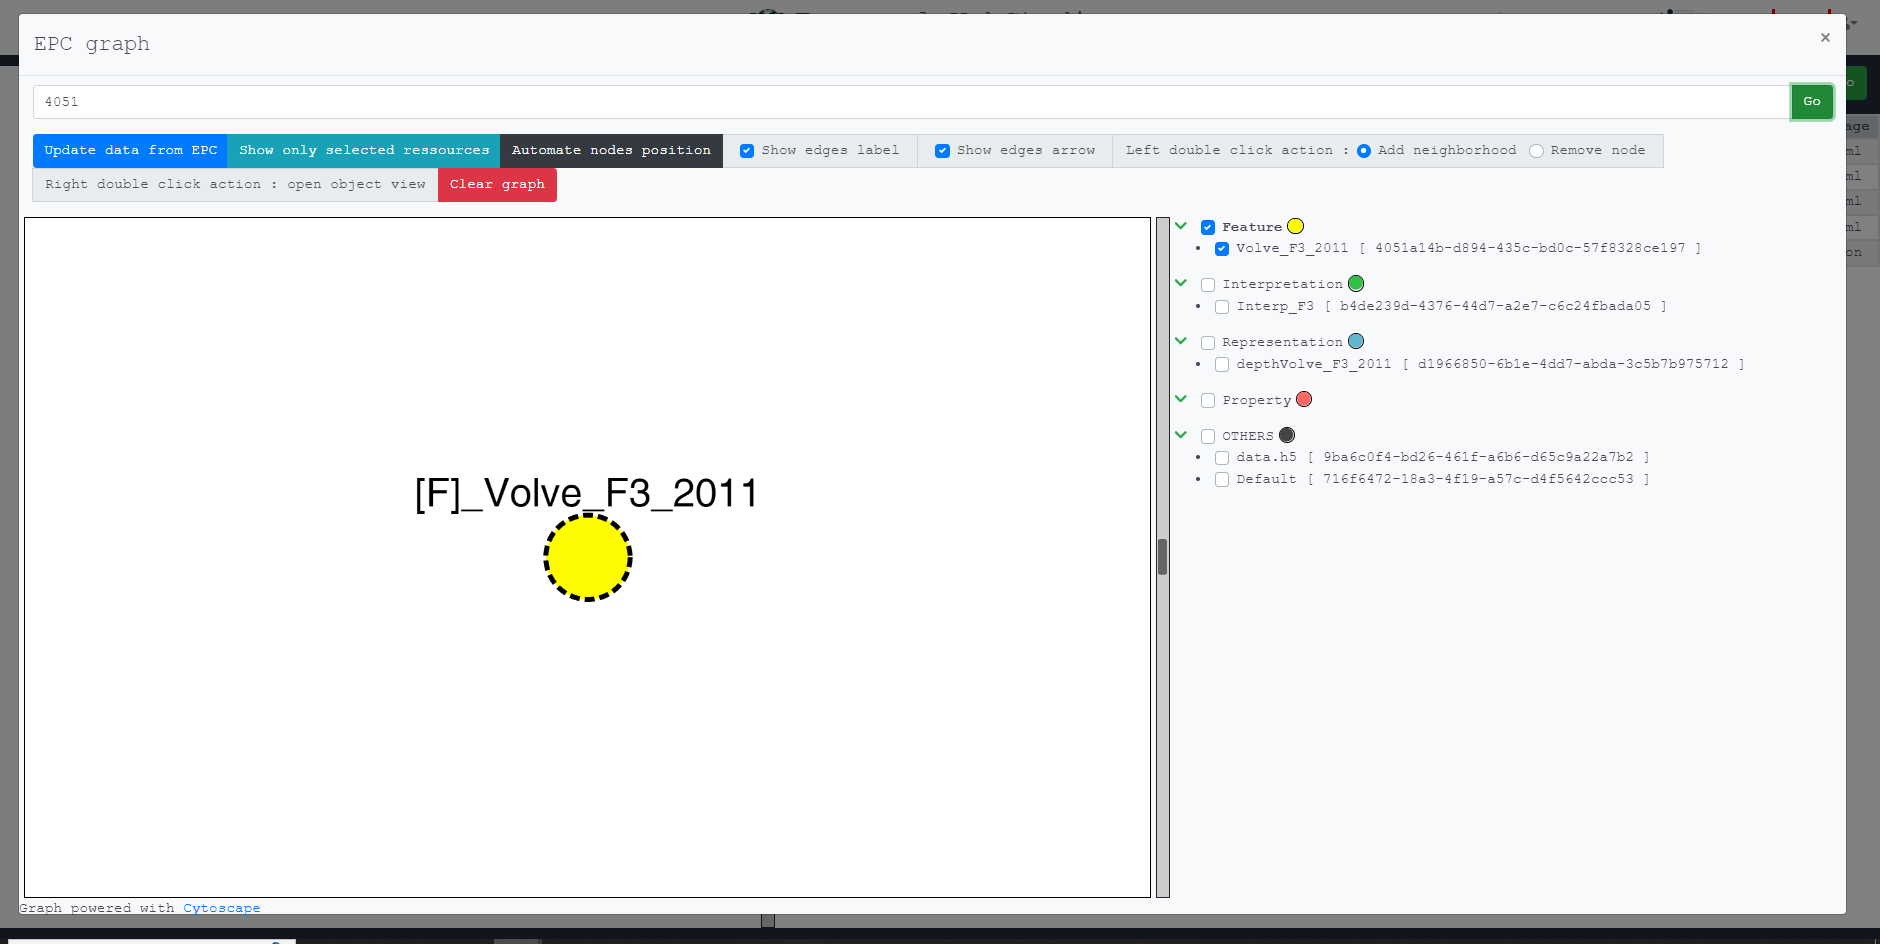 EPC graph
×
4051
Go
Update data from EPC Show only selected ressources Automate nodes position Show edges label Show edges arrow Left double click action : Add neighborhood Remove node
Right double click action : open object view Clear graph
[F]_Volve_F3_2011
Feature
Volve_F3_2011 [ 4051a14b-d894-435c-bd0c-57f8328ce197 ]
Interpretation
Interp_F3 [ b4de239d-4376-44d7-a2e7-c6c24fbada05 ]
Representation
depthVolve_F3_2011 [ d1966850-6b1e-4dd7-abda-3c5b7b975712 ]
Property
OTHERS
data.h5 [ 9ba6c0f4-bd26-461f-a6b6-d65c9a22a7b2 ]
Default [ 716f6472-18a3-4f19-a57c-d4f5642ccc53 ]
Graph powered with Cytoscape